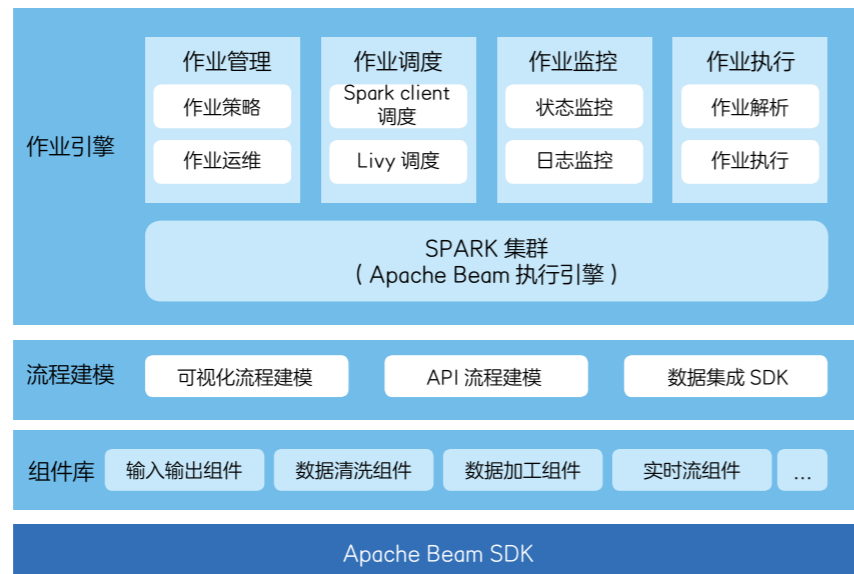 作业管理
作业调度
作业监控
作业执行
作业策略
Spark client
调度
状态监控
作业解析
作业引擎
作业运维
Livy 调度
日志监控
作业执行
SPARK 集群
( Apache Beam 执行引擎 )
流程建模
可视化流程建模
API 流程建模
数据集成 SDK
组件库
输入输出组件
数据清洗组件
数据加工组件
实时流组件
...
Apache Beam SDK